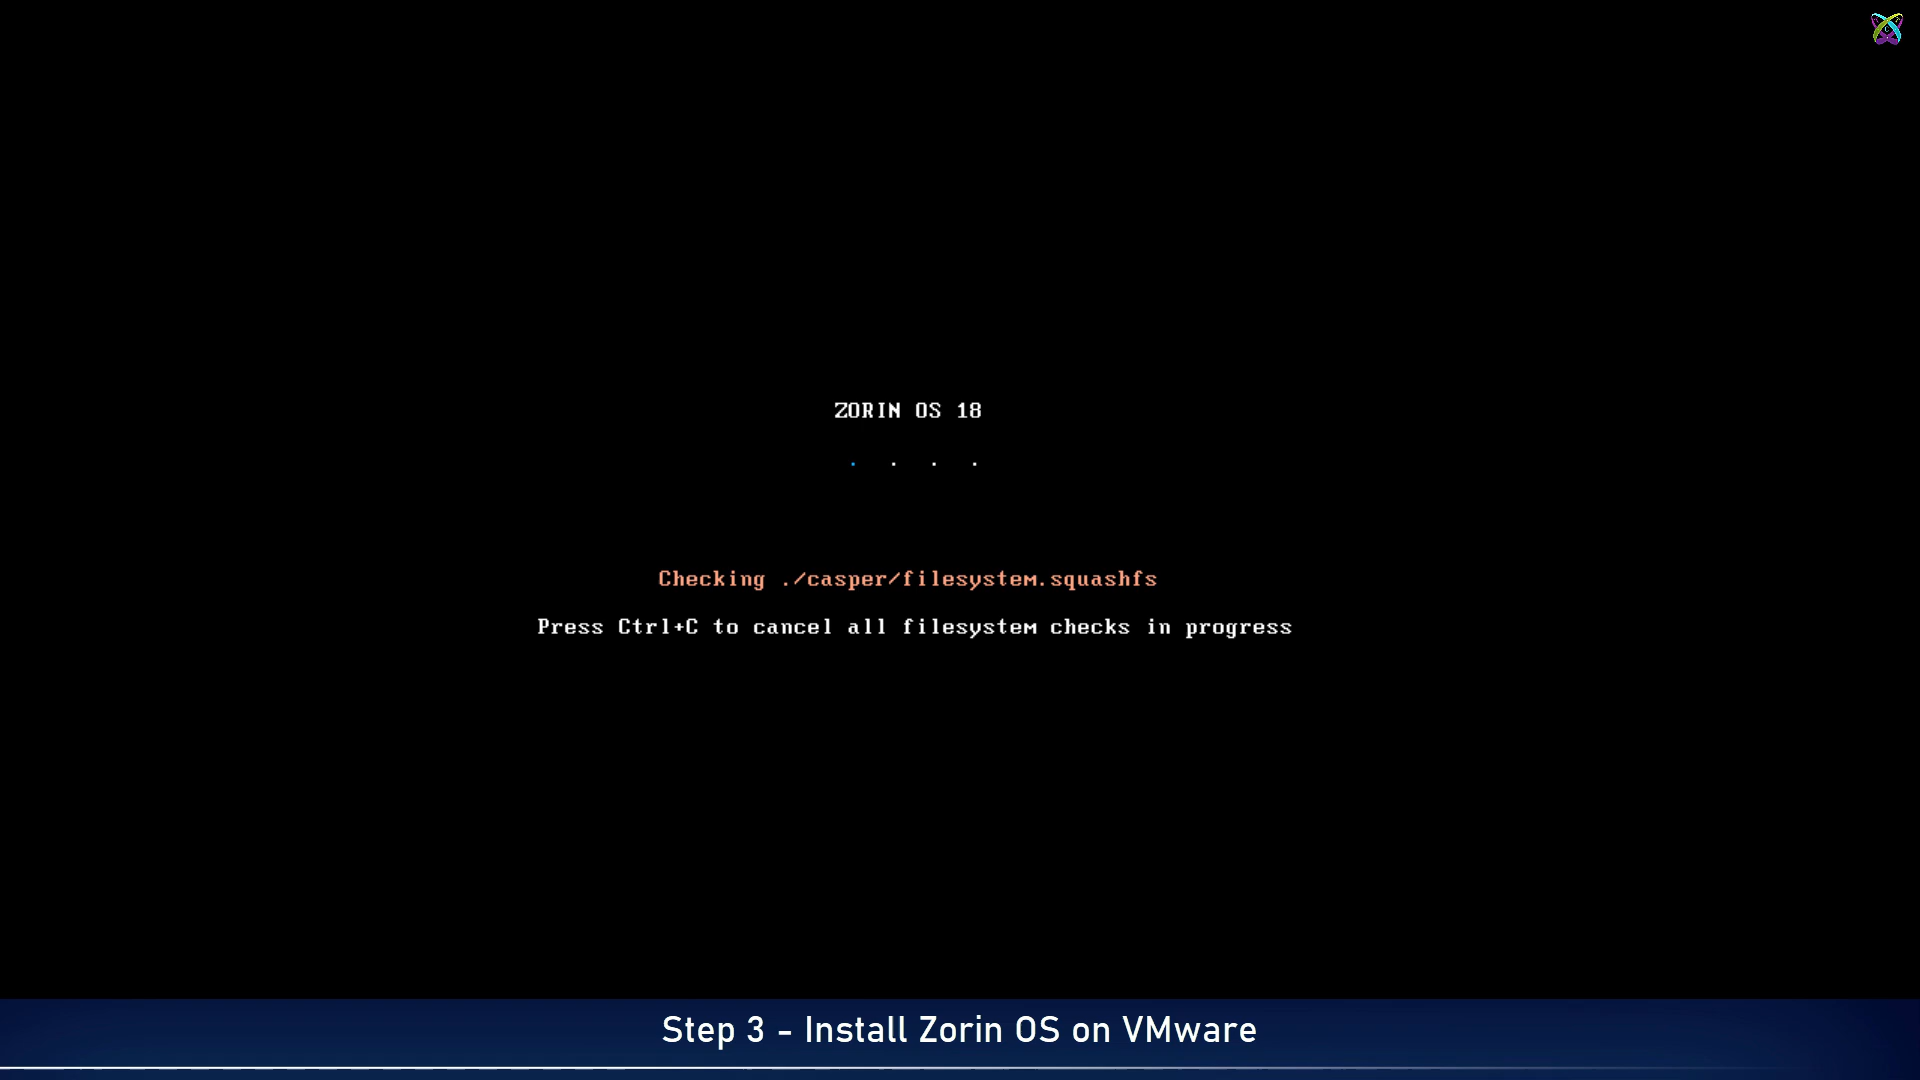 ZORIN OS 18
. . . .
Checking ./casper/filesystem.squashfs
Press Ctrl+C to cancel all filesystem checks in progress
Step 3 - Install Zorin OS on VMware